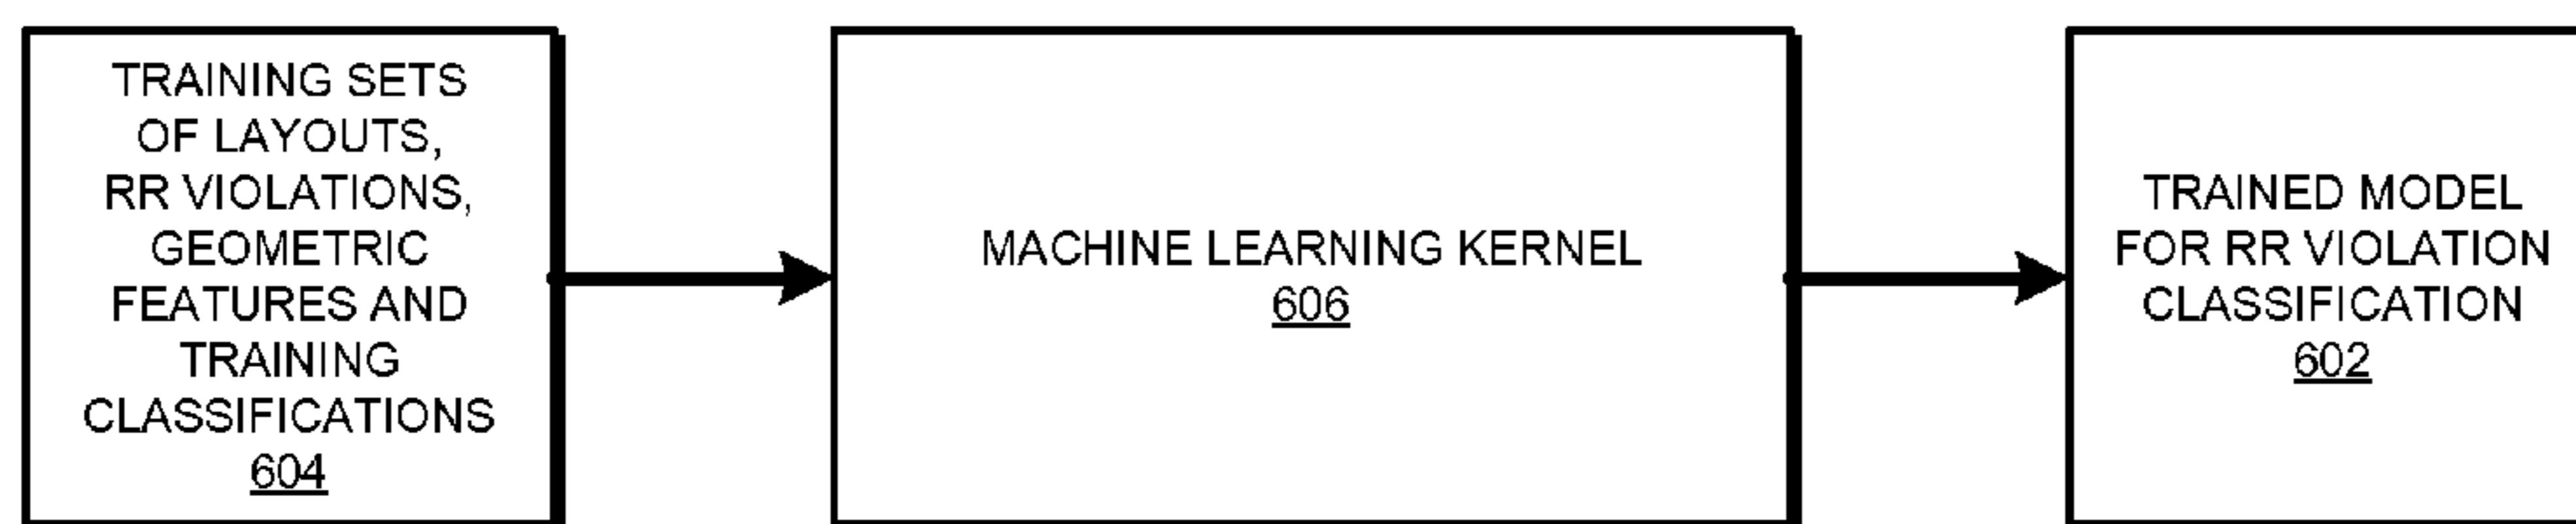 TRAINING SETS
OF LAYOUTS,
RR VIOLATIONS,
GEOMETRIC
FEATURES AND
TRAINING
CLASSIFICATIONS
604
MACHINE LEARNING KERNEL
606
TRAINED MODEL
FOR RR VIOLATION
CLASSIFICATION
602